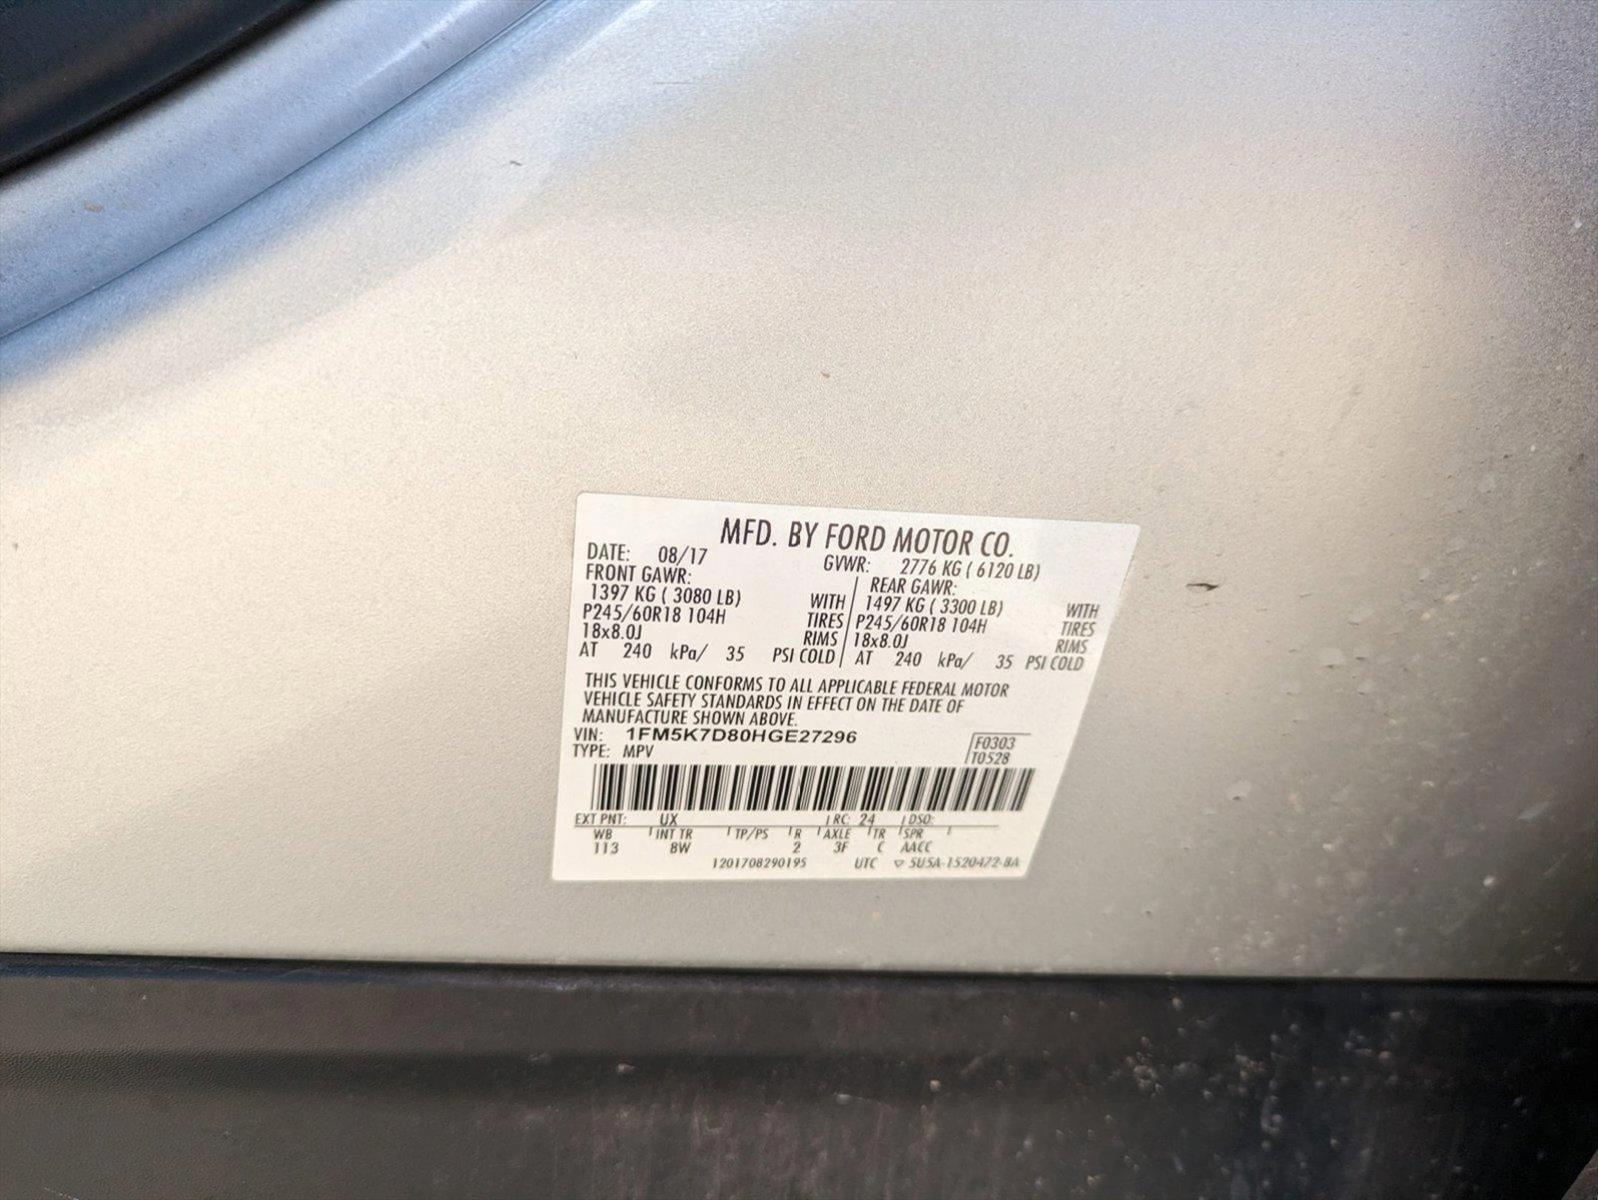 MFD. BY FORD MOTOR CO.
DATE: 08/17 GVWR: 2776 KG ( 6120 LB)
FRONT GAWR: REAR GAWR:
1397 KG ( 3080 LB) WITH 1497 KG ( 3300 LB) WITH
P245/60R18 104H TIRES P245/60R18 104H TIRES
18x8.0J RIMS 18x8.0J RIMS
AT 240 kPa/ 35 PSI COLD AT 240 kPa/ 35 PSI COLD
THIS VEHICLE CONFORMS TO ALL APPLICABLE FEDERAL MOTOR
VEHICLE SAFETY STANDARDS IN EFFECT ON THE DATE OF
MANUFACTURE SHOWN ABOVE.
VIN: 1FM5K7D80HGE27296 F0303
TYPE: MPV T0528
EXT PNT: UX RC: 24 DSO:
WB INT TR TP/PS R AXLE TR SPR
113 8W 2 3F C AACC
1201708290195 UTC ▽ 5U5A-1520472-BA